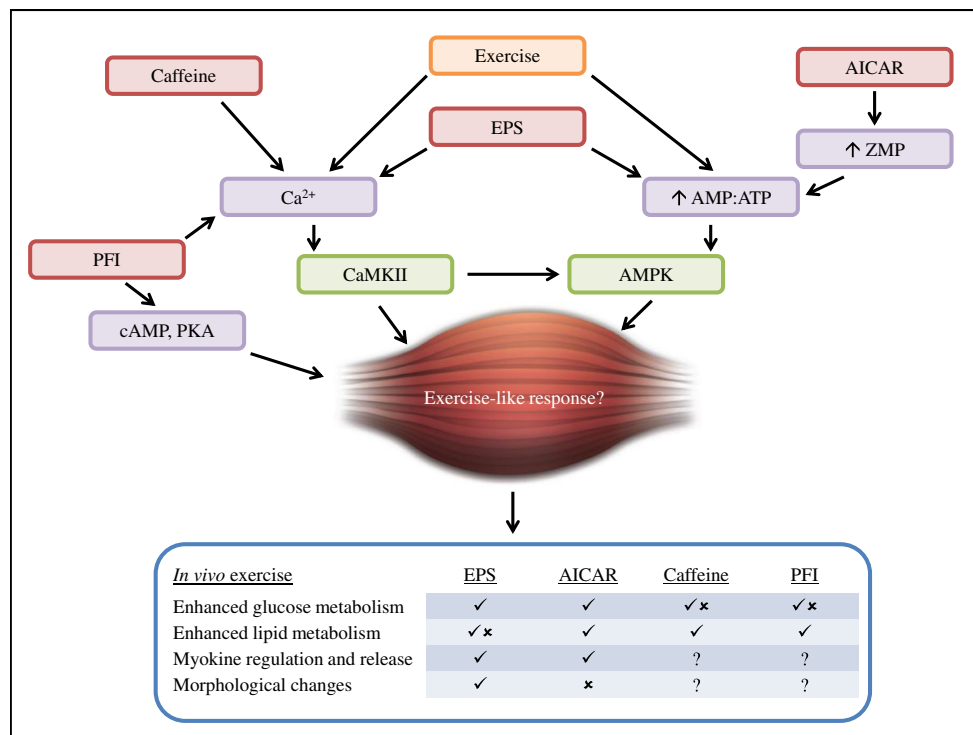 Exercise
Caffeine
AICAR
EPS
↑ ZMP
Ca²⁺
↑ AMP:ATP
PFI
CaMKII
AMPK
cAMP, PKA
Exercise-like response?
In vivo exercise EPS AICAR Caffeine PFI
Enhanced glucose metabolism ✓ ✓ ✓✗ ✓✗
Enhanced lipid metabolism ✓✗ ✓ ✓ ✓
Myokine regulation and release ✓ ✓ ? ?
Morphological changes ✓ ✗ ? ?